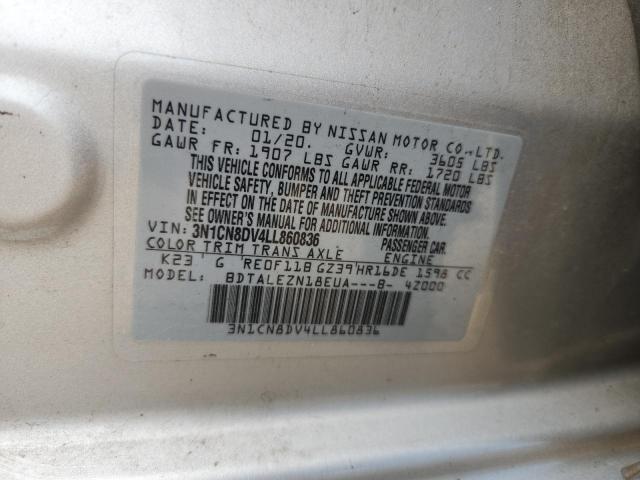 MANUFACTURED BY NISSAN MOTOR CO., LTD.
DATE: 01/20. GVWR: 3605 LBS
GAWR FR: 1907 LBS GAWR RR: 1720 LBS
THIS VEHICLE CONFORMS TO ALL APPLICABLE FEDERAL MOTOR
VEHICLE SAFETY, BUMPER AND THEFT PREVENTION STANDARDS
IN EFFECT ON THE DATE OF MANUFACTURE SHOWN ABOVE.
SEE OWNER'S MANUAL FOR ADDITIONAL INFORMATION.
VIN: 3N1CN8DV4LL860836 PASSENGER CAR.
COLOR TRIM TRANS AXLE ENGINE
K23 G RE0F11B GZ39 HR16DE 1598 CC
MODEL: BDTALEZN18EUA---B- 42000
3N1CN8DV4LL860836